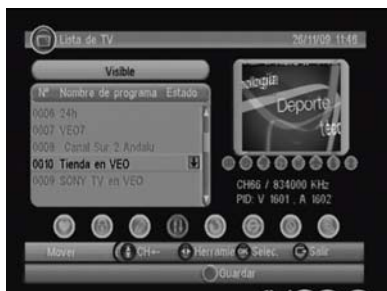 Lista de TV 26/11/09 11:46
Visible
Nº Nombre de programa Estado
0006 24h
0007 VEO7
0008 Canal Sur 2 Andalu
0010 Tienda en VEO
0009 SONY TV en VEO
ología
Deporte
CH66 / 834000 KHz
PID: V 1601 , A 1602
Mover CH+- Herramie OK Selec. Salir
Guardar